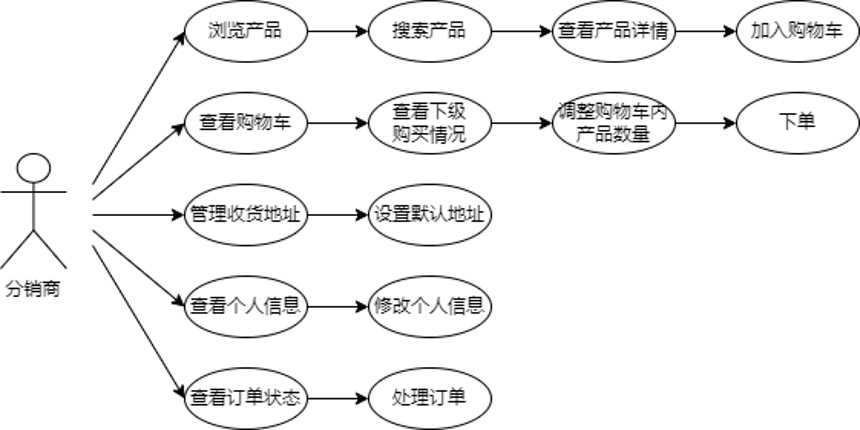 浏览产品
搜索产品
查看产品详情
加入购物车
查看购物车
查看下级
购买情况
调整购物车内
产品数量
下单
管理收货地址
设置默认地址
分销商
查看个人信息
修改个人信息
查看订单状态
处理订单